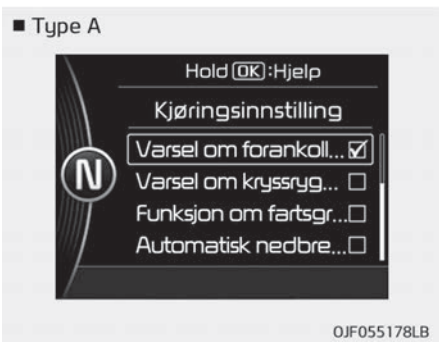 ■ Type A
Hold OK:Hjelp
Kjøringsinnstilling
Varsel om forankoll...
Varsel om kryssryg...
N
Funksjon om fartsgr...
Automatisk nedbre...
OJF055178LB